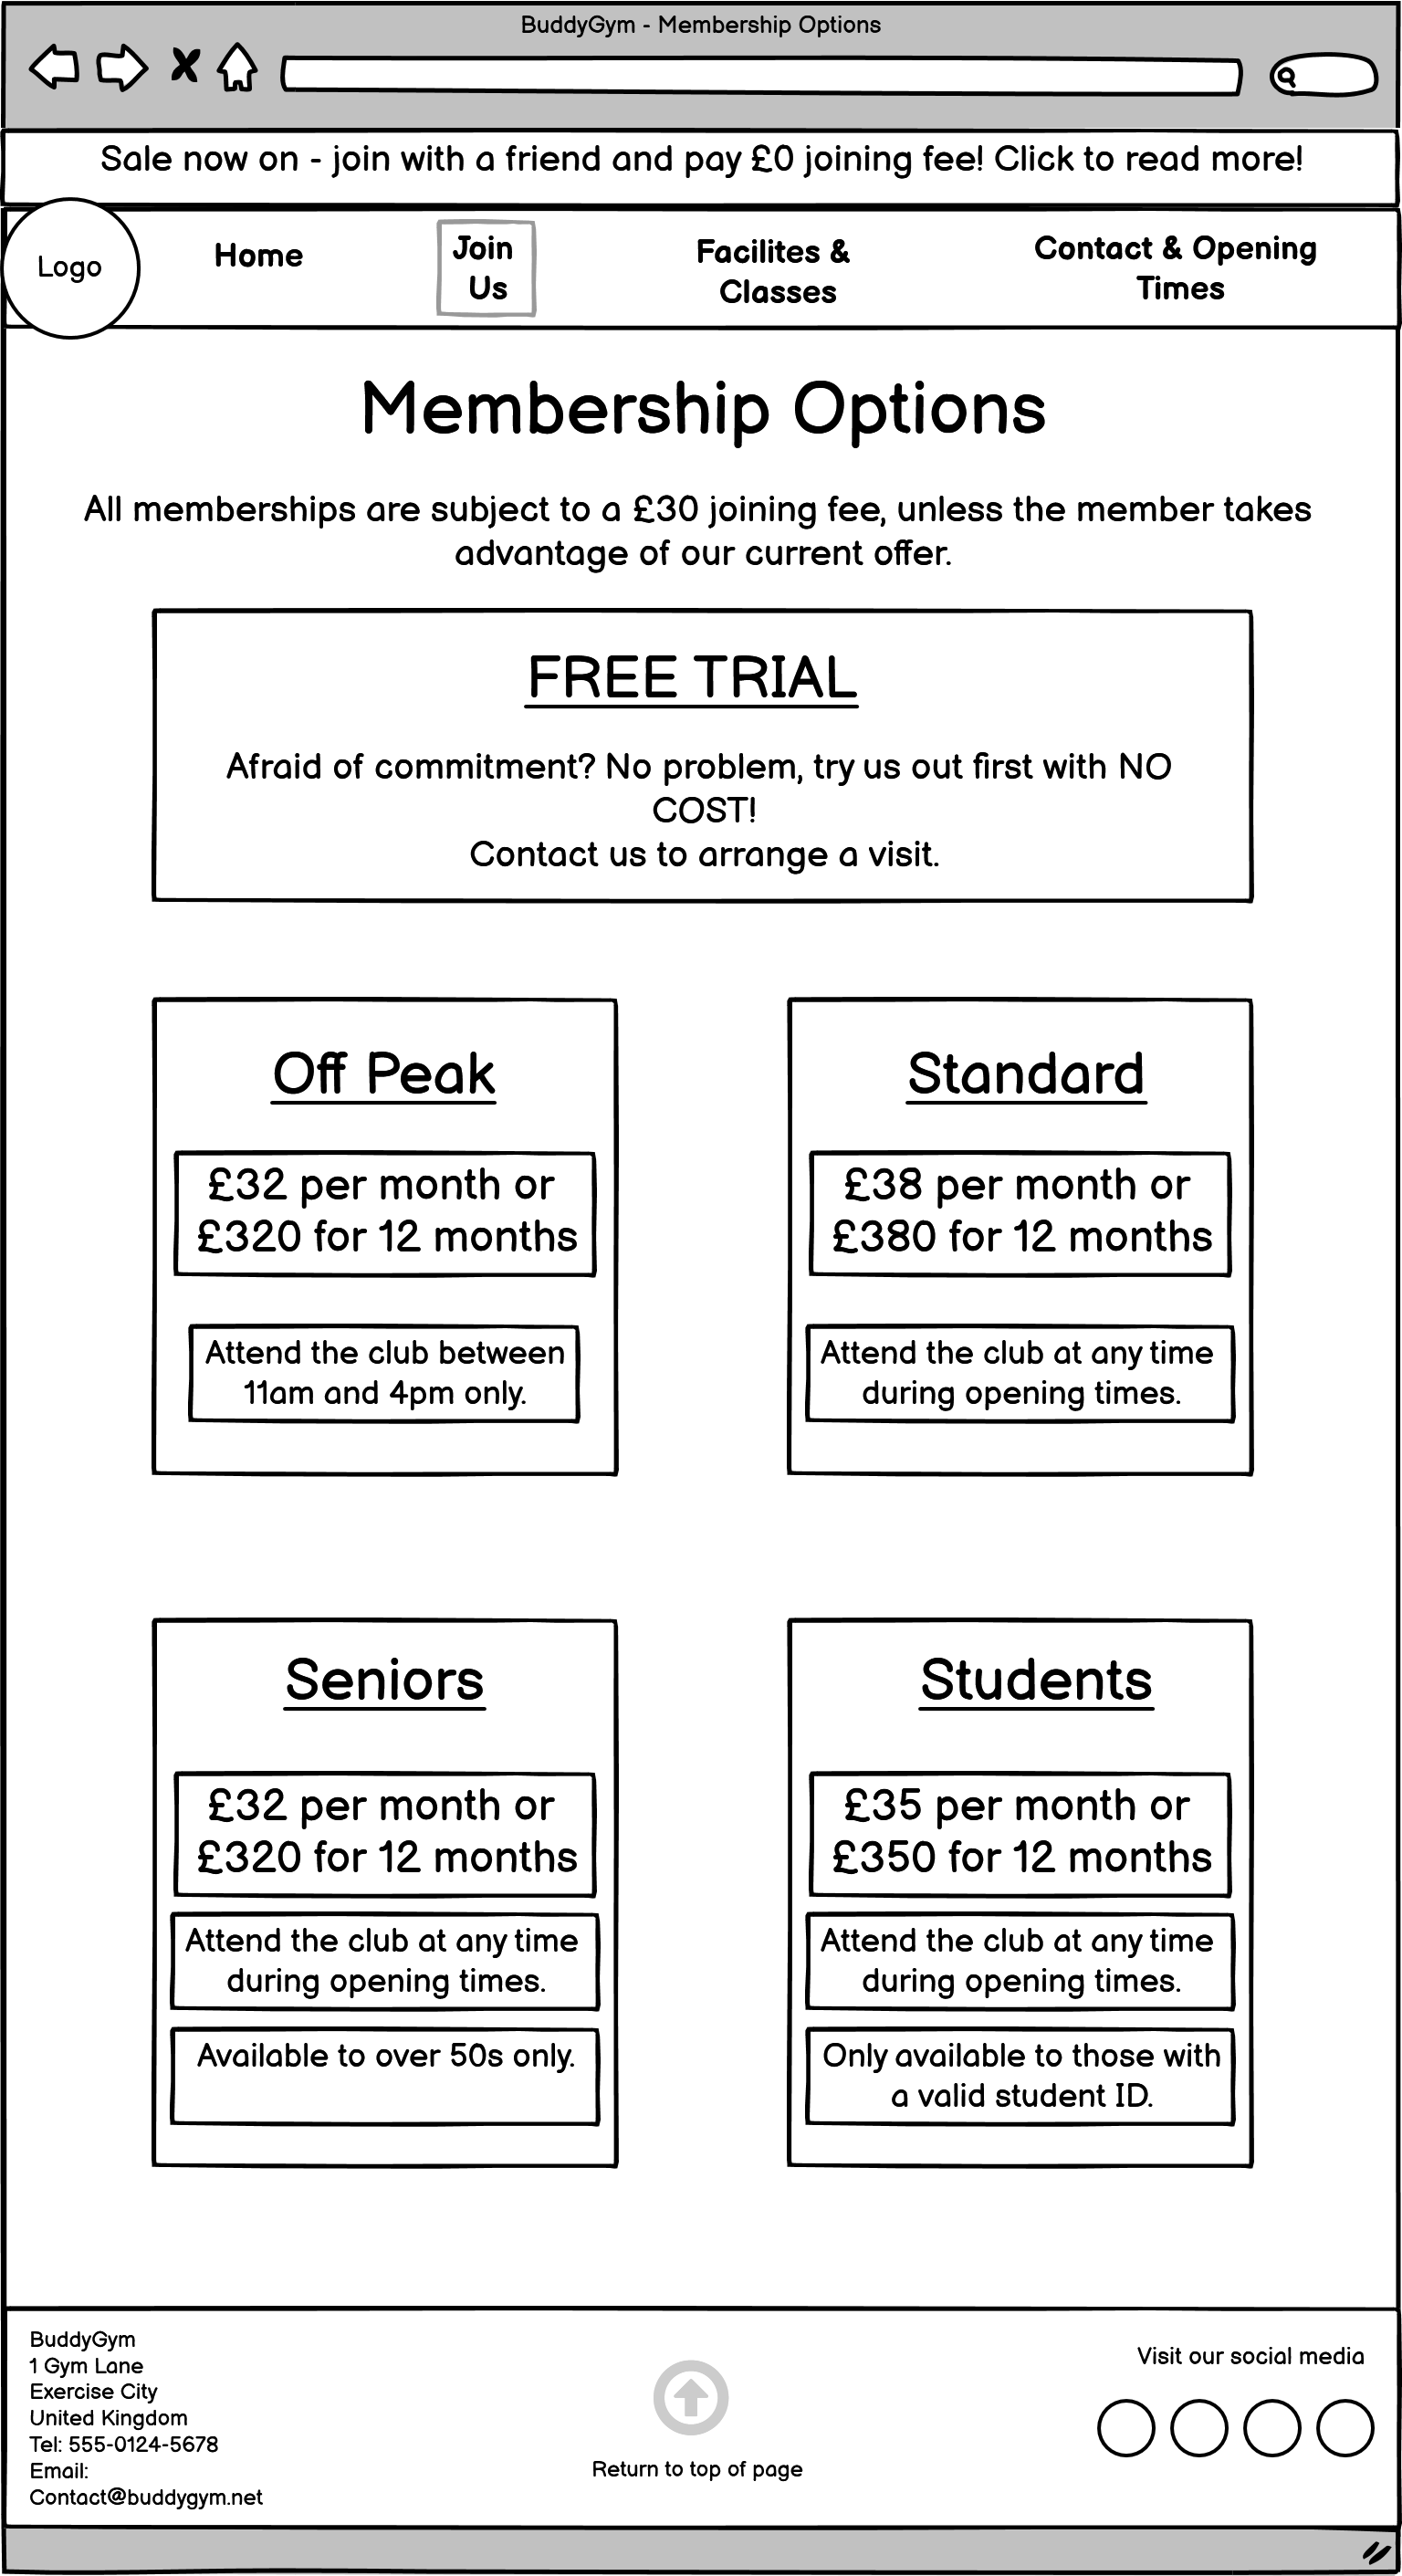 BuddyGym - Membership Options
Sale now on - join with a friend and pay £0 joining fee! Click to read more!
Logo
Home
Join
Us
Facilites &
Classes
Contact & Opening
Times
Membership Options
All memberships are subject to a £30 joining fee, unless the member takes
advantage of our current offer.
FREE TRIAL
Afraid of commitment? No problem, try us out first with NO
COST!
Contact us to arrange a visit.
Off Peak
£32 per month or
£320 for 12 months
Attend the club between
11am and 4pm only.
Standard
£38 per month or
£380 for 12 months
Attend the club at any time
during opening times.
Seniors
£32 per month or
£320 for 12 months
Attend the club at any time
during opening times.
Available to over 50s only.
Students
£35 per month or
£350 for 12 months
Attend the club at any time
during opening times.
Only available to those with
a valid student ID.
BuddyGym
1 Gym Lane
Exercise City
United Kingdom
Tel: 555-0124-5678
Email:
Contact@buddygym.net
Return to top of page
Visit our social media